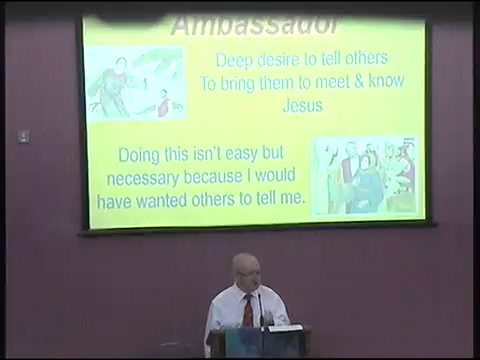 Ambassador
Deep desire to tell others
To bring them to meet & know
Jesus
Doing this isn't easy but
necessary because I would
have wanted others to tell me.